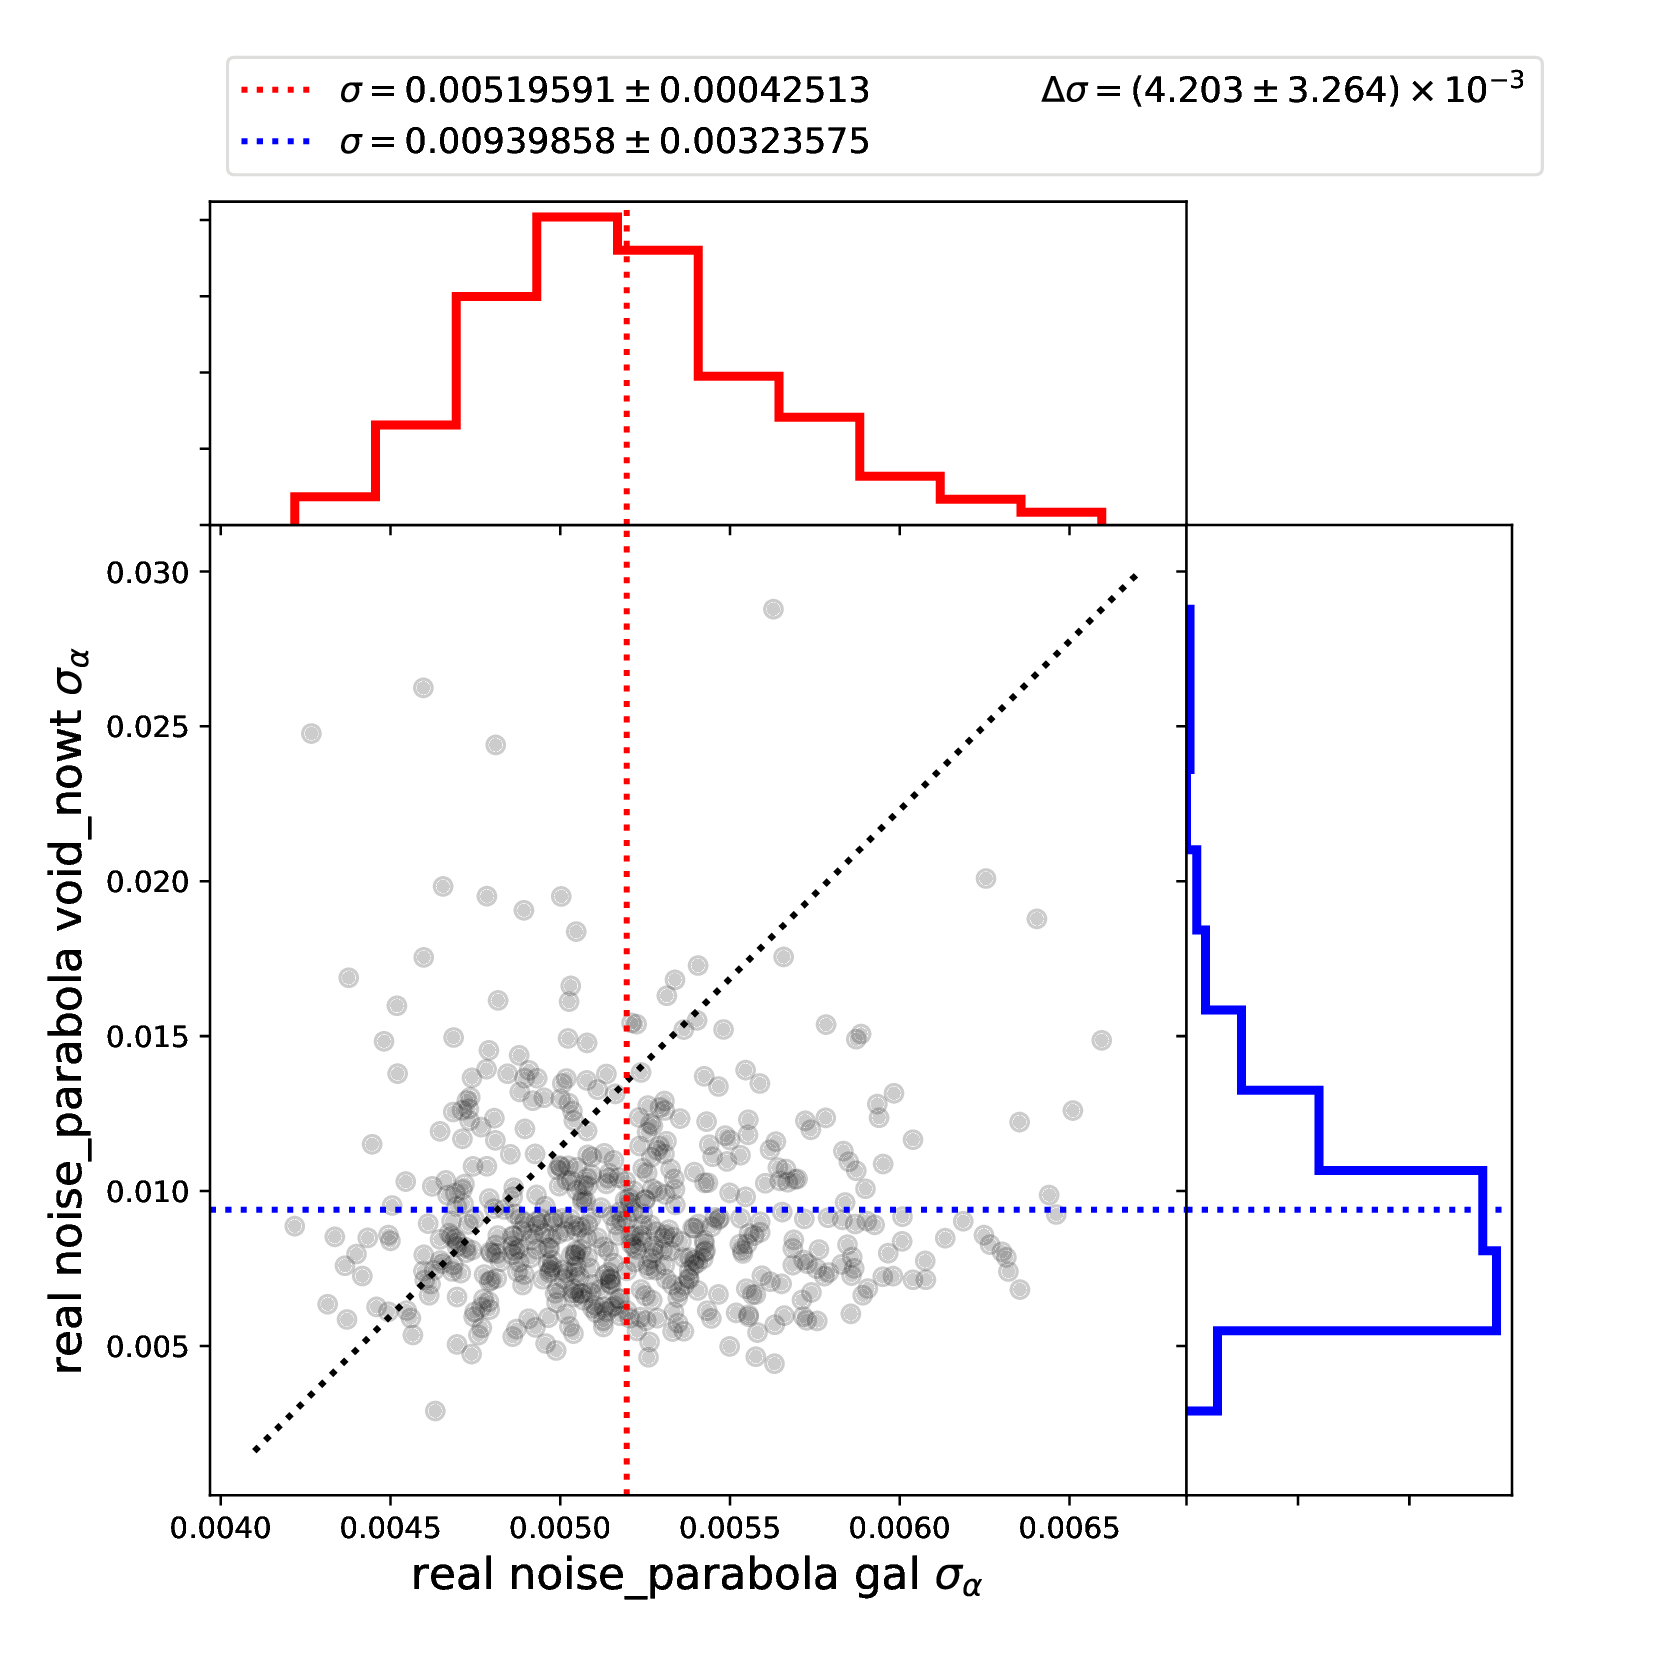 σ = 0.00519591 ± 0.00042513
σ = 0.00939858 ± 0.00323575
Δσ = (4.203 ± 3.264) × 10⁻³
0.030
0.025
0.020
0.015
0.010
0.005
real noise_parabola void_nowt σα
0.0040 0.0045 0.0050 0.0055 0.0060 0.0065
real noise_parabola gal σα